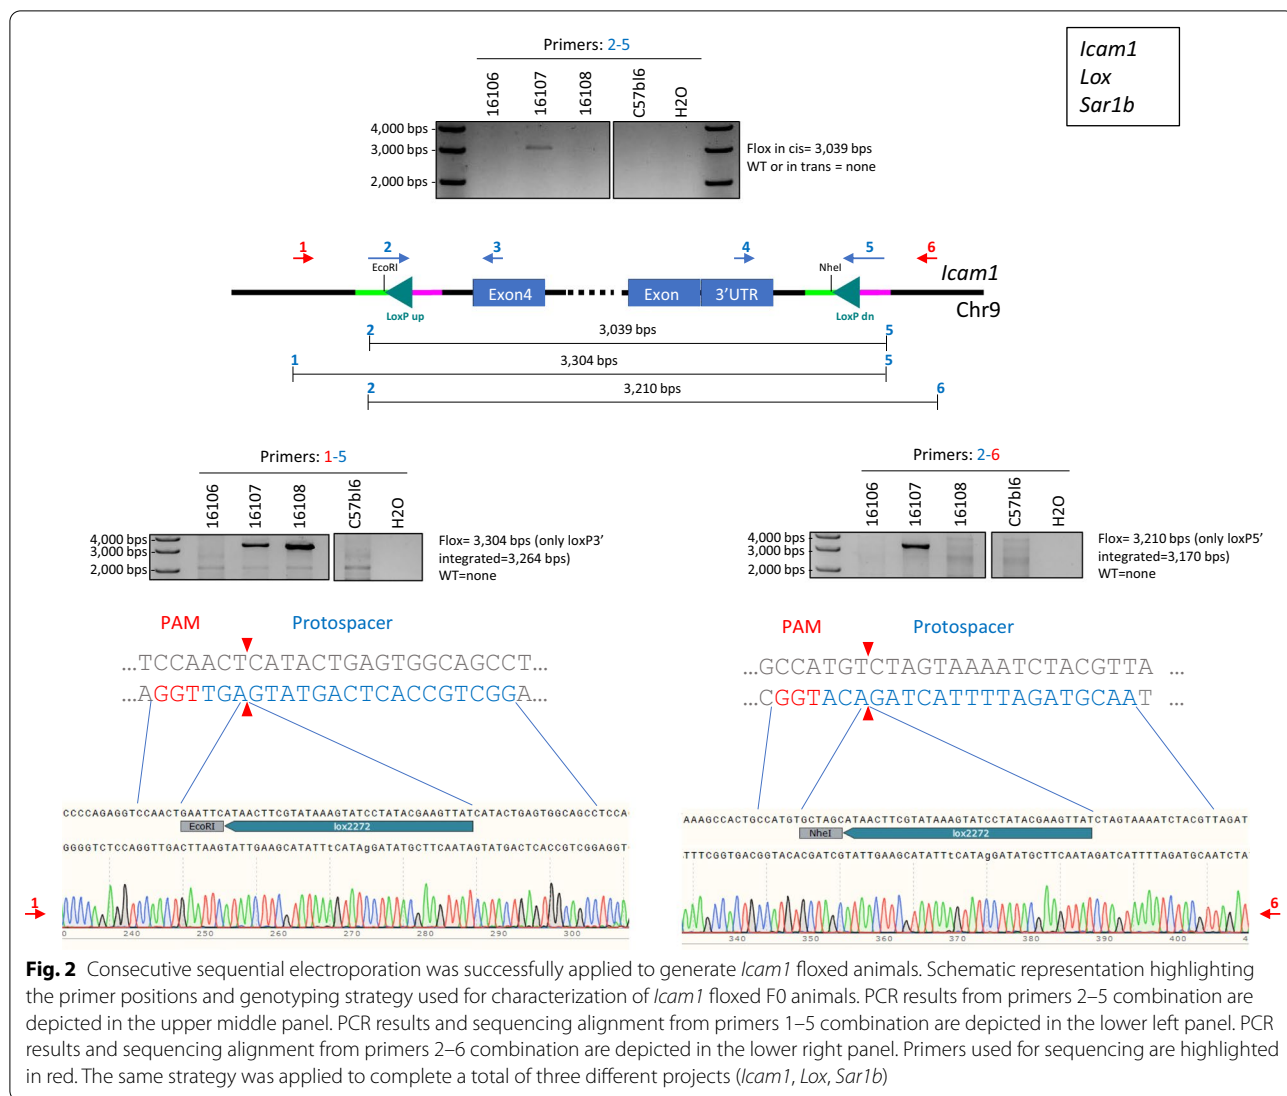 Primers: 2-5
Icam1
Lox
Sar1b
16106
16107
16108
C57bl6
H2O
4,000 bps -
3,000 bps -
2,000 bps -
Flox in cis= 3,039 bps
WT or in trans = none
1
2
3
4
5
6
EcoRI
NheI
Icam1
Exon4
Exon
3’UTR
LoxP up
LoxP dn
Chr9
2
3,039 bps
5
1
3,304 bps
5
2
3,210 bps
6
Primers: 1-5
16106
16107
16108
C57bl6
H2O
4,000 bps
3,000 bps
2,000 bps
Flox= 3,304 bps (only loxP3’
integrated=3,264 bps)
WT=none
Primers: 2-6
16106
16107
16108
C57bl6
H2O
4,000 bps
3,000 bps
2,000 bps
Flox= 3,210 bps (only loxP5’
integrated=3,170 bps)
WT=none
PAM Protospacer
...TCCAACTCATACTGAGTGGCAGCCT...
...AGGTTGAGTATGACTCACCGTCGGA...
PAM Protospacer
...GCCATGTCTAGTAAAATCTACGTTA ...
...CGGTACAGATCATTTTAGATGCAAT ...
CCCCAGAGGTCCAACTGAATTCATAACTTCGTATAAAGTATCCTATACGAAGTTATCATACTGAGTGGCAGCCTCCAG
EcoRI
lox2272
GGGGTCTCCAGGTTGACTTAAGTATTGAAGCATATTtCATAgGATATGCTTCAATAGTATGACTCACCGTCGGAGGT
1
240 250 260 270 280 290 300
AAAGCCACTGCCATGTGCTAGCATAACTTCGTATAAAGTATCCTATACGAAGTTATCTAGTAAAATCTACGTTAGAT
NheI
lox2272
TTTCGGTGACGGTACACGATCGTATTGAAGCATATTtCATAgGATATGCTTCAATAGATCATTTTAGATGCAATCTA
6
340 350 360 370 380 390 400 4
Fig. 2 Consecutive sequential electroporation was successfully applied to generate Icam1 floxed animals. Schematic representation highlighting
the primer positions and genotyping strategy used for characterization of Icam1 floxed F0 animals. PCR results from primers 2–5 combination are
depicted in the upper middle panel. PCR results and sequencing alignment from primers 1–5 combination are depicted in the lower left panel. PCR
results and sequencing alignment from primers 2–6 combination are depicted in the lower right panel. Primers used for sequencing are highlighted
in red. The same strategy was applied to complete a total of three different projects (Icam1, Lox, Sar1b)